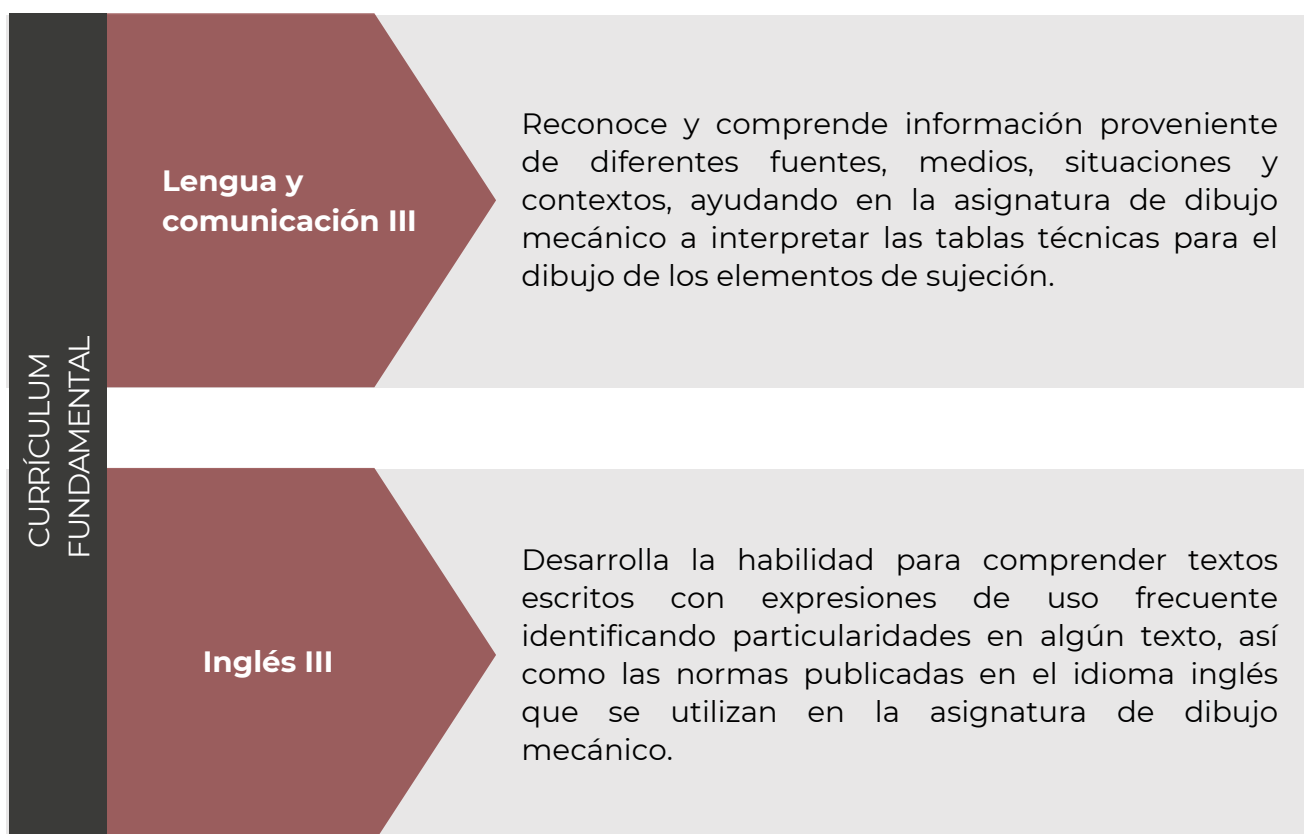 CURRÍCULUM
FUNDAMENTAL
Lengua y
comunicación III
Reconoce y comprende información proveniente
de diferentes fuentes, medios, situaciones y
contextos, ayudando en la asignatura de dibujo
mecánico a interpretar las tablas técnicas para el
dibujo de los elementos de sujeción.
Inglés III
Desarrolla la habilidad para comprender textos
escritos con expresiones de uso frecuente
identificando particularidades en algún texto, así
como las normas publicadas en el idioma inglés
que se utilizan en la asignatura de dibujo
mecánico.